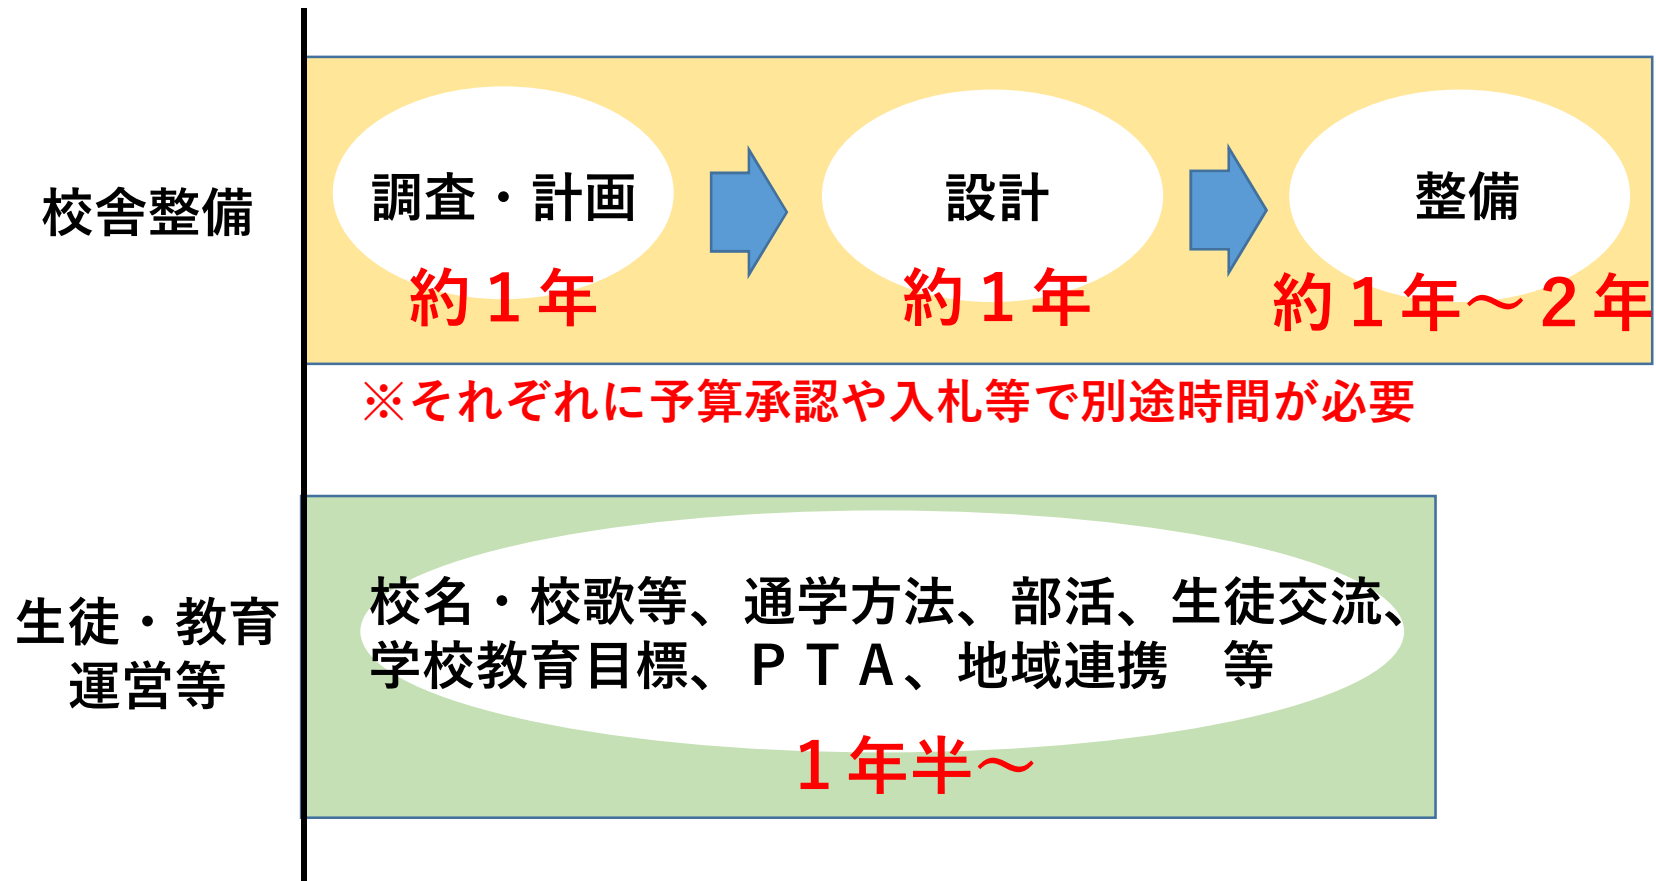 校舎整備
調査・計画
約１年
設計
約１年
整備
約１年～２年
※それぞれに予算承認や入札等で別途時間が必要
生徒・教育
運営等
校名・校歌等、通学方法、部活、生徒交流、
学校教育目標、ＰＴＡ、地域連携　等
１年半～